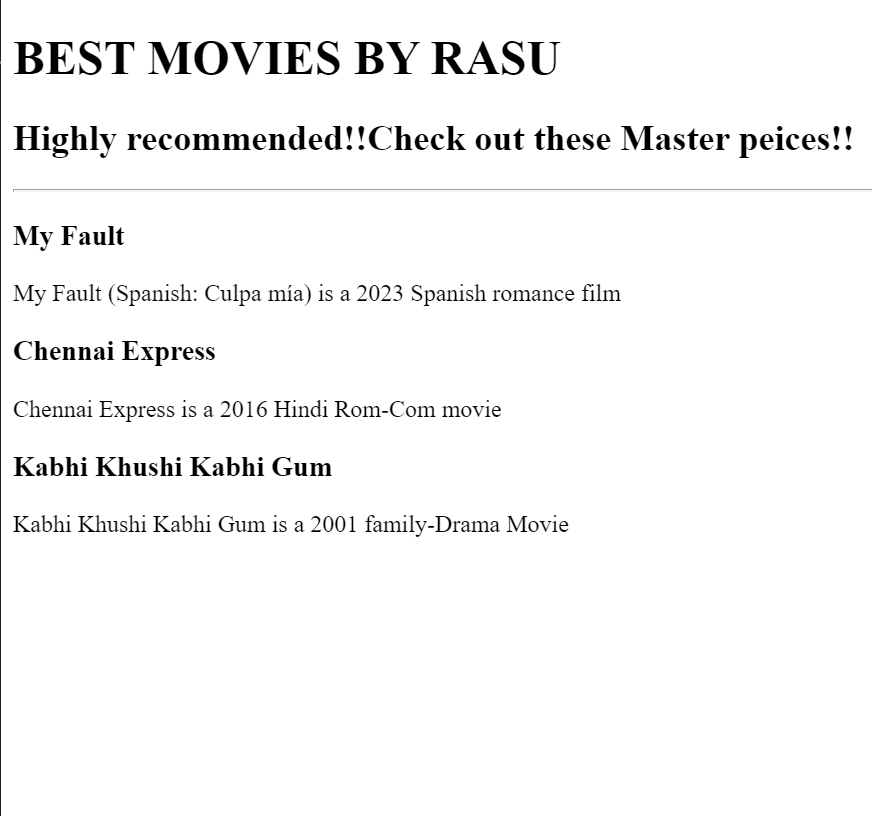 BEST MOVIES BY RASU
Highly recommended!!Check out these Master peices!!
My Fault
My Fault (Spanish: Culpa mía) is a 2023 Spanish romance film
Chennai Express
Chennai Express is a 2016 Hindi Rom-Com movie
Kabhi Khushi Kabhi Gum
Kabhi Khushi Kabhi Gum is a 2001 family-Drama Movie